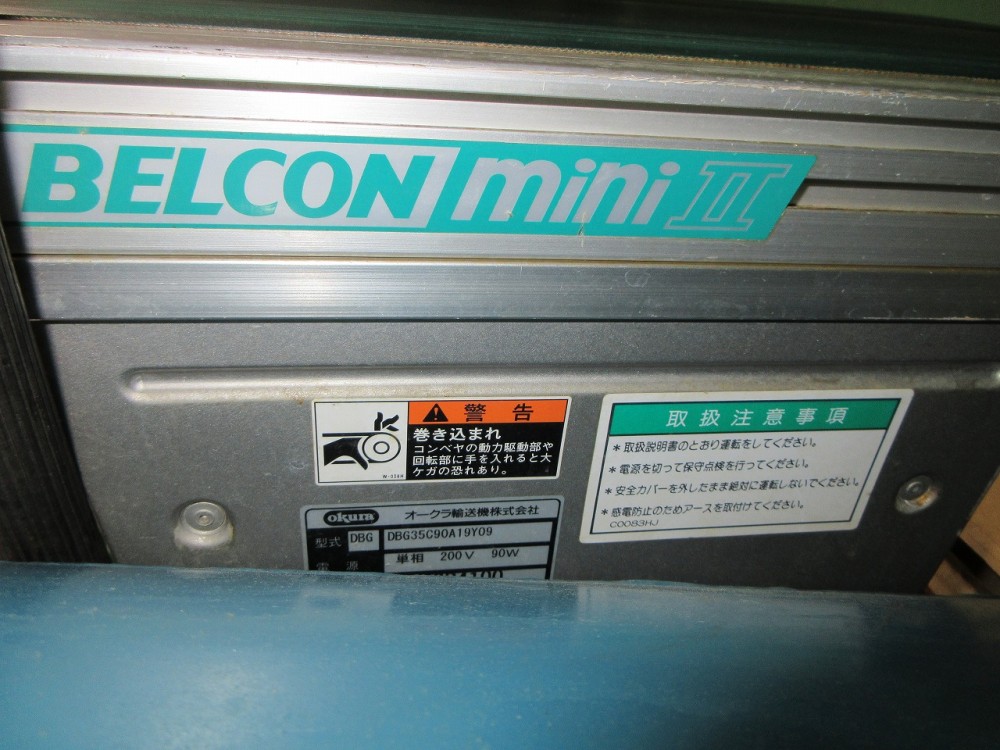 BELCON mini II
警告
巻き込まれ
コンベヤの動力駆動部や
回転部に手を入れると大
ケガの恐れあり。
取扱注意事項
*取扱説明書のとおり運転をしてください。
*電源を切って保守点検を行ってください。
*安全カバーを外したまま絶対に運転しないでください。
*感電防止のためアースを取付けてください。
C0083HJ
okura オークラ輸送機株式会社
型式 DBG DBG35C90A19Y09
電源 単相 200V 90W